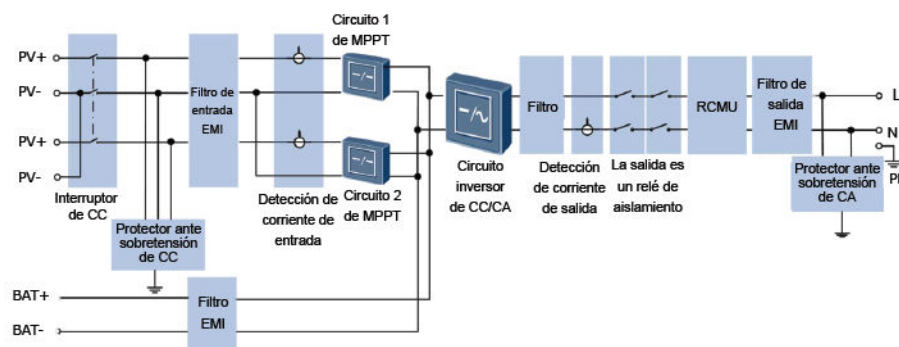 PV+
PV-
PV+
PV-
Interruptor
de CC
Protector ante
sobretensión
de CC
Filtro de
entrada
EMI
Detección de
corriente de
entrada
Circuito 1
de MPPT
Circuito 2
de MPPT
BAT+
BAT-
Filtro
EMI
Circuito
inversor
de CC/CA
Filtro
Detección
de corriente
de salida
La salida es
un relé de
aislamiento
RCMU
Filtro de
salida
EMI
Protector ante
sobretensión
de CA
L
N